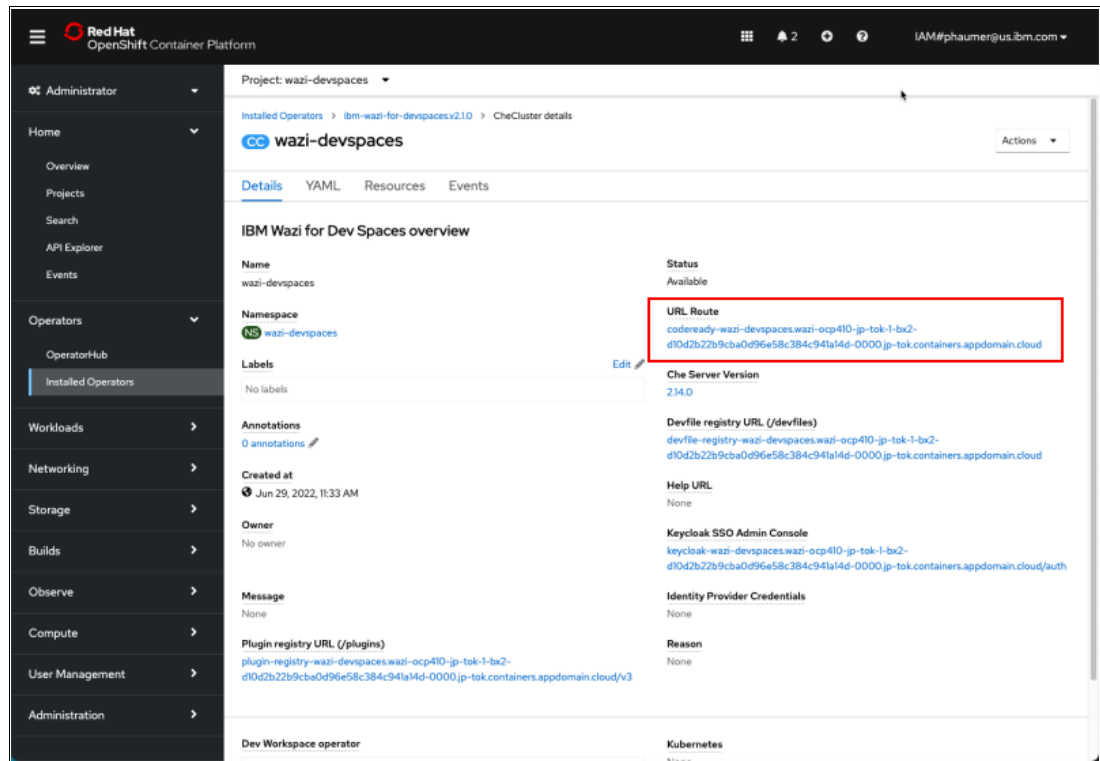 Red Hat
OpenShift Container Platform
2
IAM#phaumer@us.ibm.com
Administrator
Home
Overview
Projects
Search
API Explorer
Events
Operators
OperatorHub
Installed Operators
Workloads
Networking
Storage
Builds
Observe
Compute
User Management
Administration
Project: wazi-devspaces
Installed Operators > ibm-wazi-for-devspaces.v2.1.0 > CheCluster details
CC wazi-devspaces
Actions
Details YAML Resources Events
IBM Wazi for Dev Spaces overview
Name
wazi-devspaces
Namespace
NS wazi-devspaces
Labels
Edit
No labels
Annotations
0 annotations
Created at
Jun 29, 2022, 11:33 AM
Owner
No owner
Message
None
Plugin registry URL (/plugins)
plugin-registry-wazi-devspaces.wazi-ocp410-jp-tok-1-bx2-
d10d2b22b9cba0d96e58c384c941a14d-0000.jp-tok.containers.appdomain.cloud/v3
Status
Available
URL Route
codeready-wazi-devspaces.wazi-ocp410-jp-tok-1-bx2-
d10d2b22b9cba0d96e58c384c941a14d-0000.jp-tok.containers.appdomain.cloud
Che Server Version
2.14.0
Devfile registry URL (/devfiles)
devfile-registry-wazi-devspaces.wazi-ocp410-jp-tok-1-bx2-
d10d2b22b9cba0d96e58c384c941a14d-0000.jp-tok.containers.appdomain.cloud
Help URL
None
Keycloak SSO Admin Console
keycloak-wazi-devspaces.wazi-ocp410-jp-tok-1-bx2-
d10d2b22b9cba0d96e58c384c941a14d-0000.jp-tok.containers.appdomain.cloud/auth
Identity Provider Credentials
None
Reason
None
Dev Workspace operator
Kubernetes
None